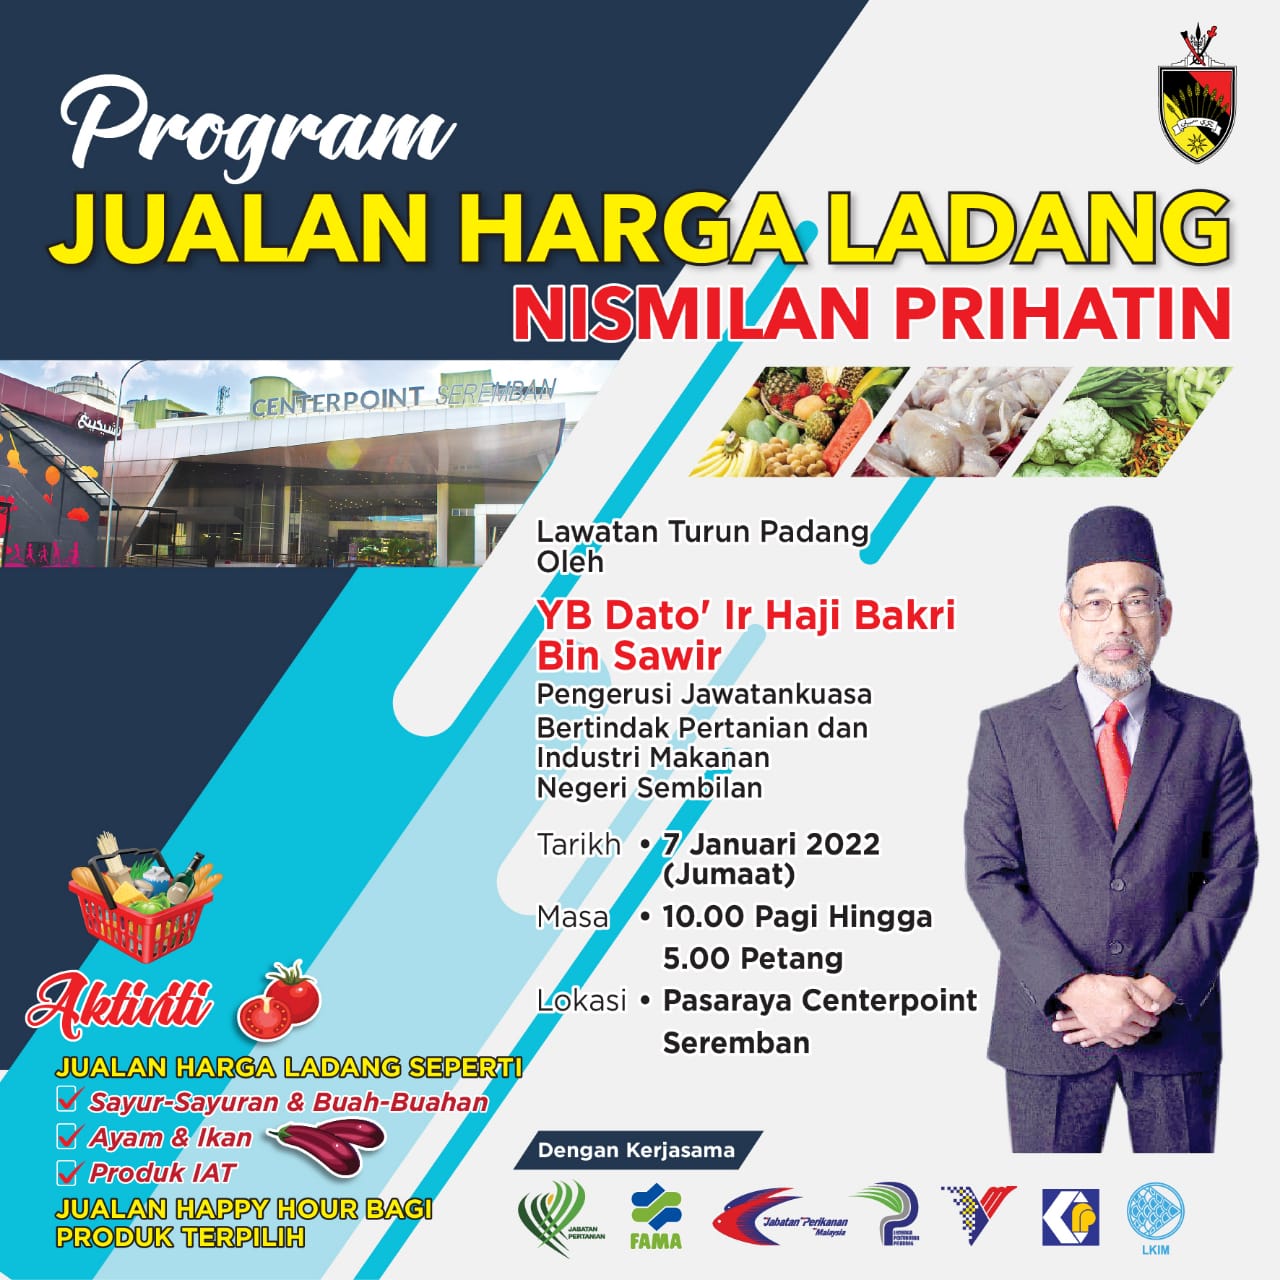 Program
JUALAN HARGA LADANG
NISMILAN PRIHATIN
CENTERPOINT SEREMBAN
Lawatan Turun Padang
Oleh
YB Dato' Ir Haji Bakri
Bin Sawir
Pengerusi Jawatankuasa
Bertindak Pertanian dan
Industri Makanan
Negeri Sembilan
Tarikh • 7 Januari 2022
(Jumaat)
Masa • 10.00 Pagi Hingga
5.00 Petang
Lokasi • Pasaraya Centerpoint
Seremban
Aktiviti
JUALAN HARGA LADANG SEPERTI
Sayur-Sayuran & Buah-Buahan
Ayam & Ikan
Produk IAT
JUALAN HAPPY HOUR BAGI
PRODUK TERPILIH
Dengan Kerjasama
JABATAN
PERTANIAN
FAMA
Jabatan Perikanan
Malaysia
LKIM